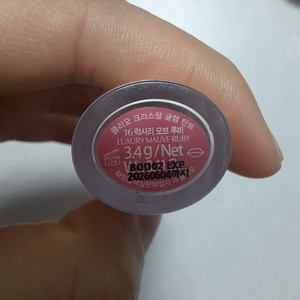 클리오 크리스탈 글램 틴트
16 럭셔리 모브 루비
LUXURY MAUVE RUBY
3.4g/Net
BOD02 EXP
20260604까지